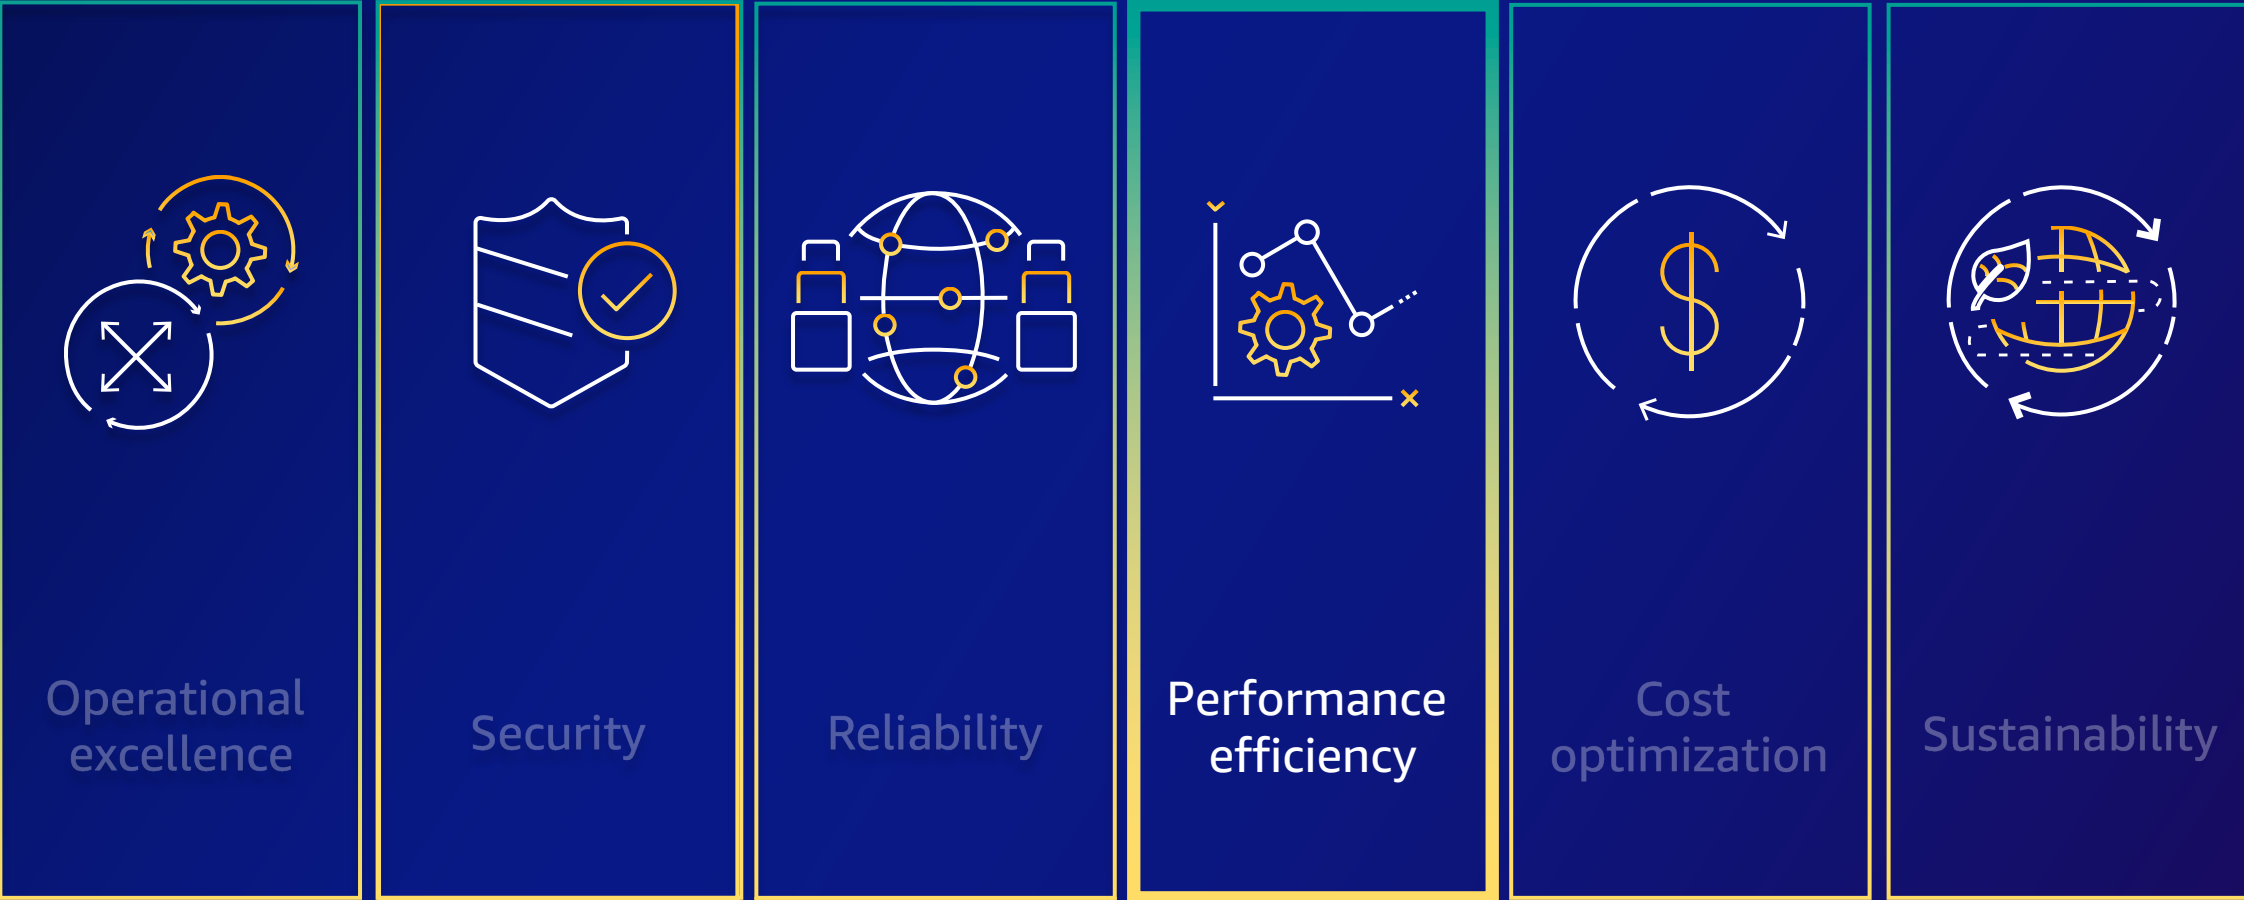 Operational
excellence
Security
Reliability
Performance
efficiency
Cost
optimization
Sustainability